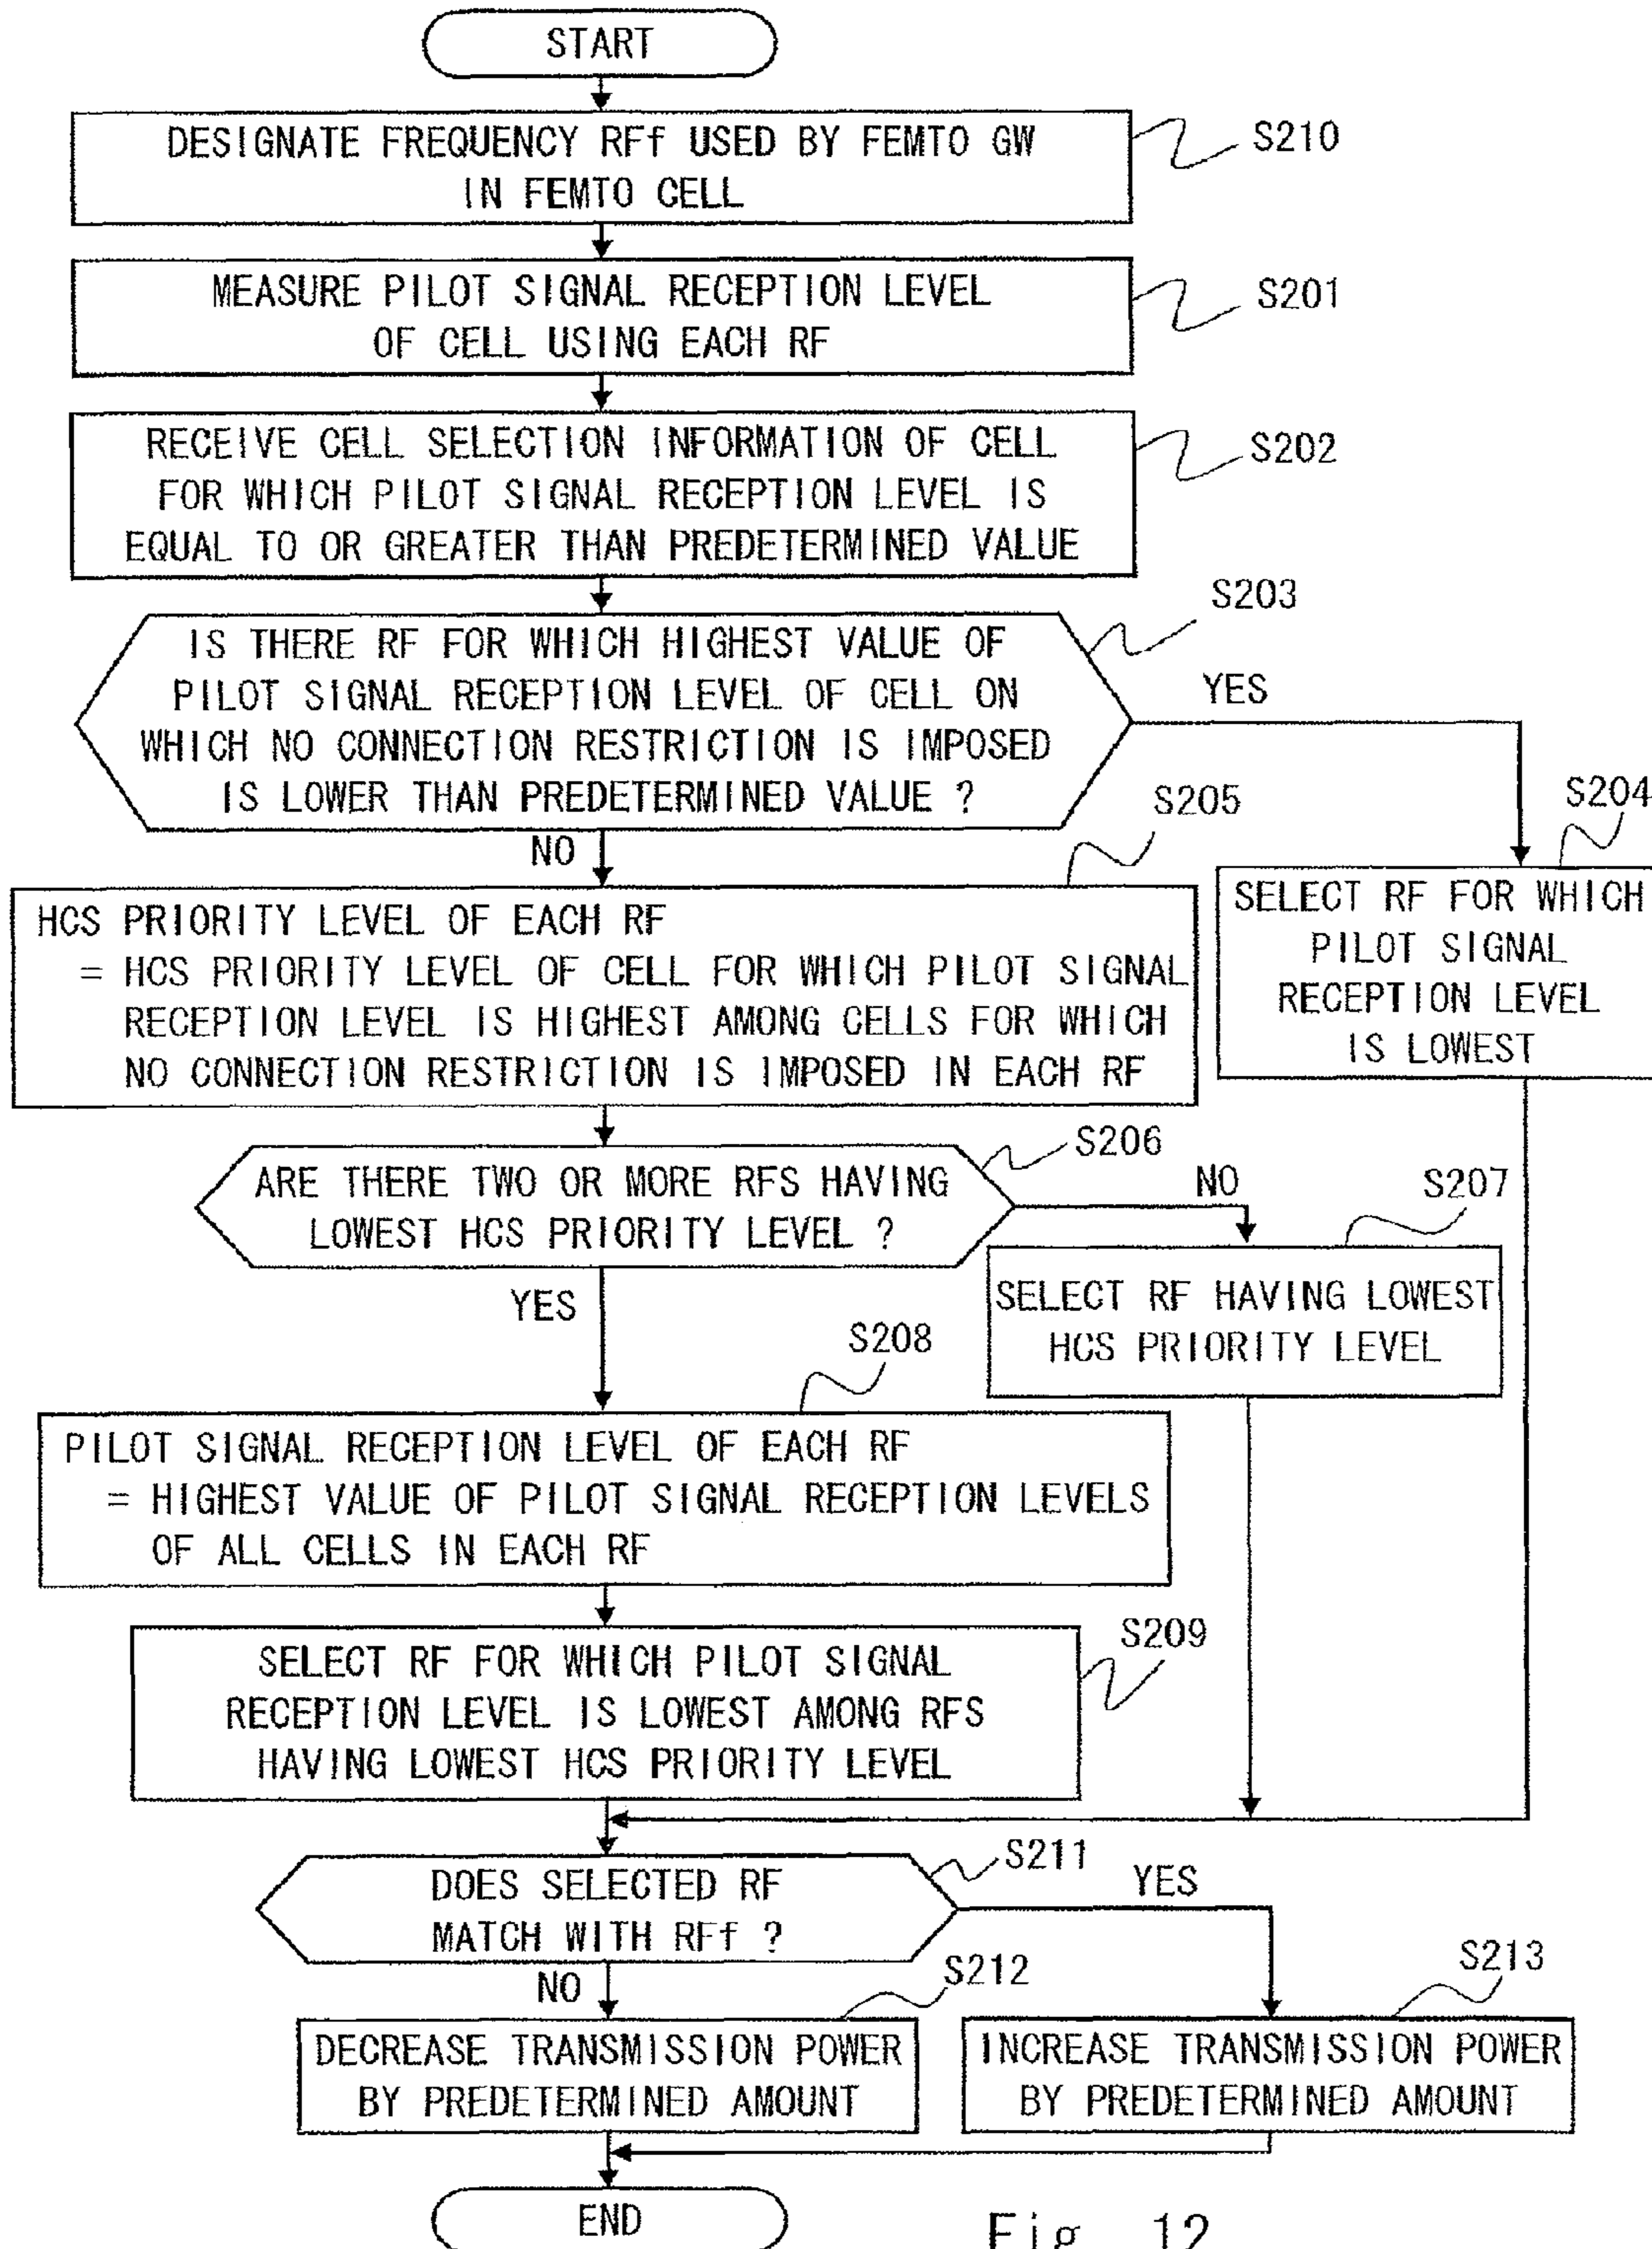 START
DESIGNATE FREQUENCY RFf USED BY FEMTO GW
IN FEMTO CELL
S210
MEASURE PILOT SIGNAL RECEPTION LEVEL
OF CELL USING EACH RF
S201
RECEIVE CELL SELECTION INFORMATION OF CELL
FOR WHICH PILOT SIGNAL RECEPTION LEVEL IS
EQUAL TO OR GREATER THAN PREDETERMINED VALUE
S202
S203
IS THERE RF FOR WHICH HIGHEST VALUE OF
PILOT SIGNAL RECEPTION LEVEL OF CELL ON
WHICH NO CONNECTION RESTRICTION IS IMPOSED
IS LOWER THAN PREDETERMINED VALUE ?
YES
NO
S205
S204
HCS PRIORITY LEVEL OF EACH RF
= HCS PRIORITY LEVEL OF CELL FOR WHICH PILOT SIGNAL
RECEPTION LEVEL IS HIGHEST AMONG CELLS FOR WHICH
NO CONNECTION RESTRICTION IS IMPOSED IN EACH RF
SELECT RF FOR WHICH
PILOT SIGNAL
RECEPTION LEVEL
IS LOWEST
S206
ARE THERE TWO OR MORE RFS HAVING
LOWEST HCS PRIORITY LEVEL ?
NO
S207
YES
SELECT RF HAVING LOWEST
HCS PRIORITY LEVEL
S208
PILOT SIGNAL RECEPTION LEVEL OF EACH RF
= HIGHEST VALUE OF PILOT SIGNAL RECEPTION LEVELS
OF ALL CELLS IN EACH RF
S209
SELECT RF FOR WHICH PILOT SIGNAL
RECEPTION LEVEL IS LOWEST AMONG RFS
HAVING LOWEST HCS PRIORITY LEVEL
S211
DOES SELECTED RF
MATCH WITH RFf ?
YES
NO
S212
S213
DECREASE TRANSMISSION POWER
BY PREDETERMINED AMOUNT
INCREASE TRANSMISSION POWER
BY PREDETERMINED AMOUNT
END
Fig. 12